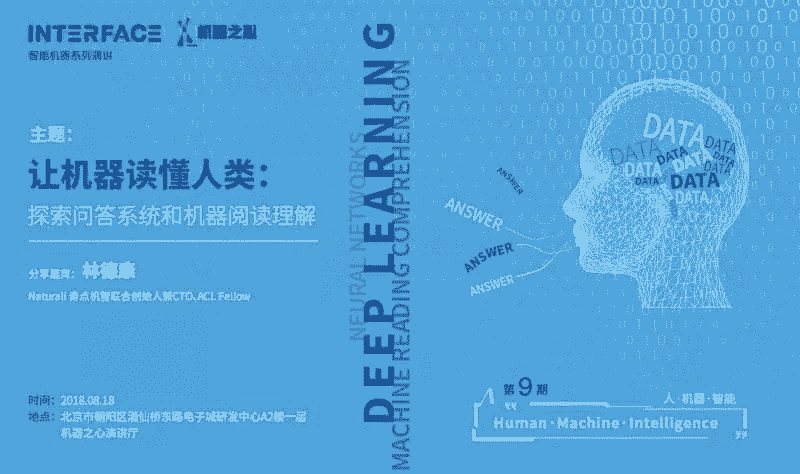 INTERFACE 机器之心
智能机器系列演讲
主题：
让机器读懂人类：
探索问答系统和机器阅读理解
分享嘉宾：林德康
Naturali 奇点机智联合创始人兼CTO、ACL Fellow
时间：2018.08.18
地点：北京市朝阳区酒仙桥东路电子城研发中心A2楼一层
机器之心演讲厅
NEURAL NETWORKS
DEEP LEARNING
MACHINE READING COMPREHENSION
DATA
DATA
DATA
DATA
DATA
DATA
DATA
DATA
DATA
DATA
DATA
ANSWER
ANSWER
ANSWER
ANSWER
第9期
人·机器·智能
Human·Machine·Intelligence